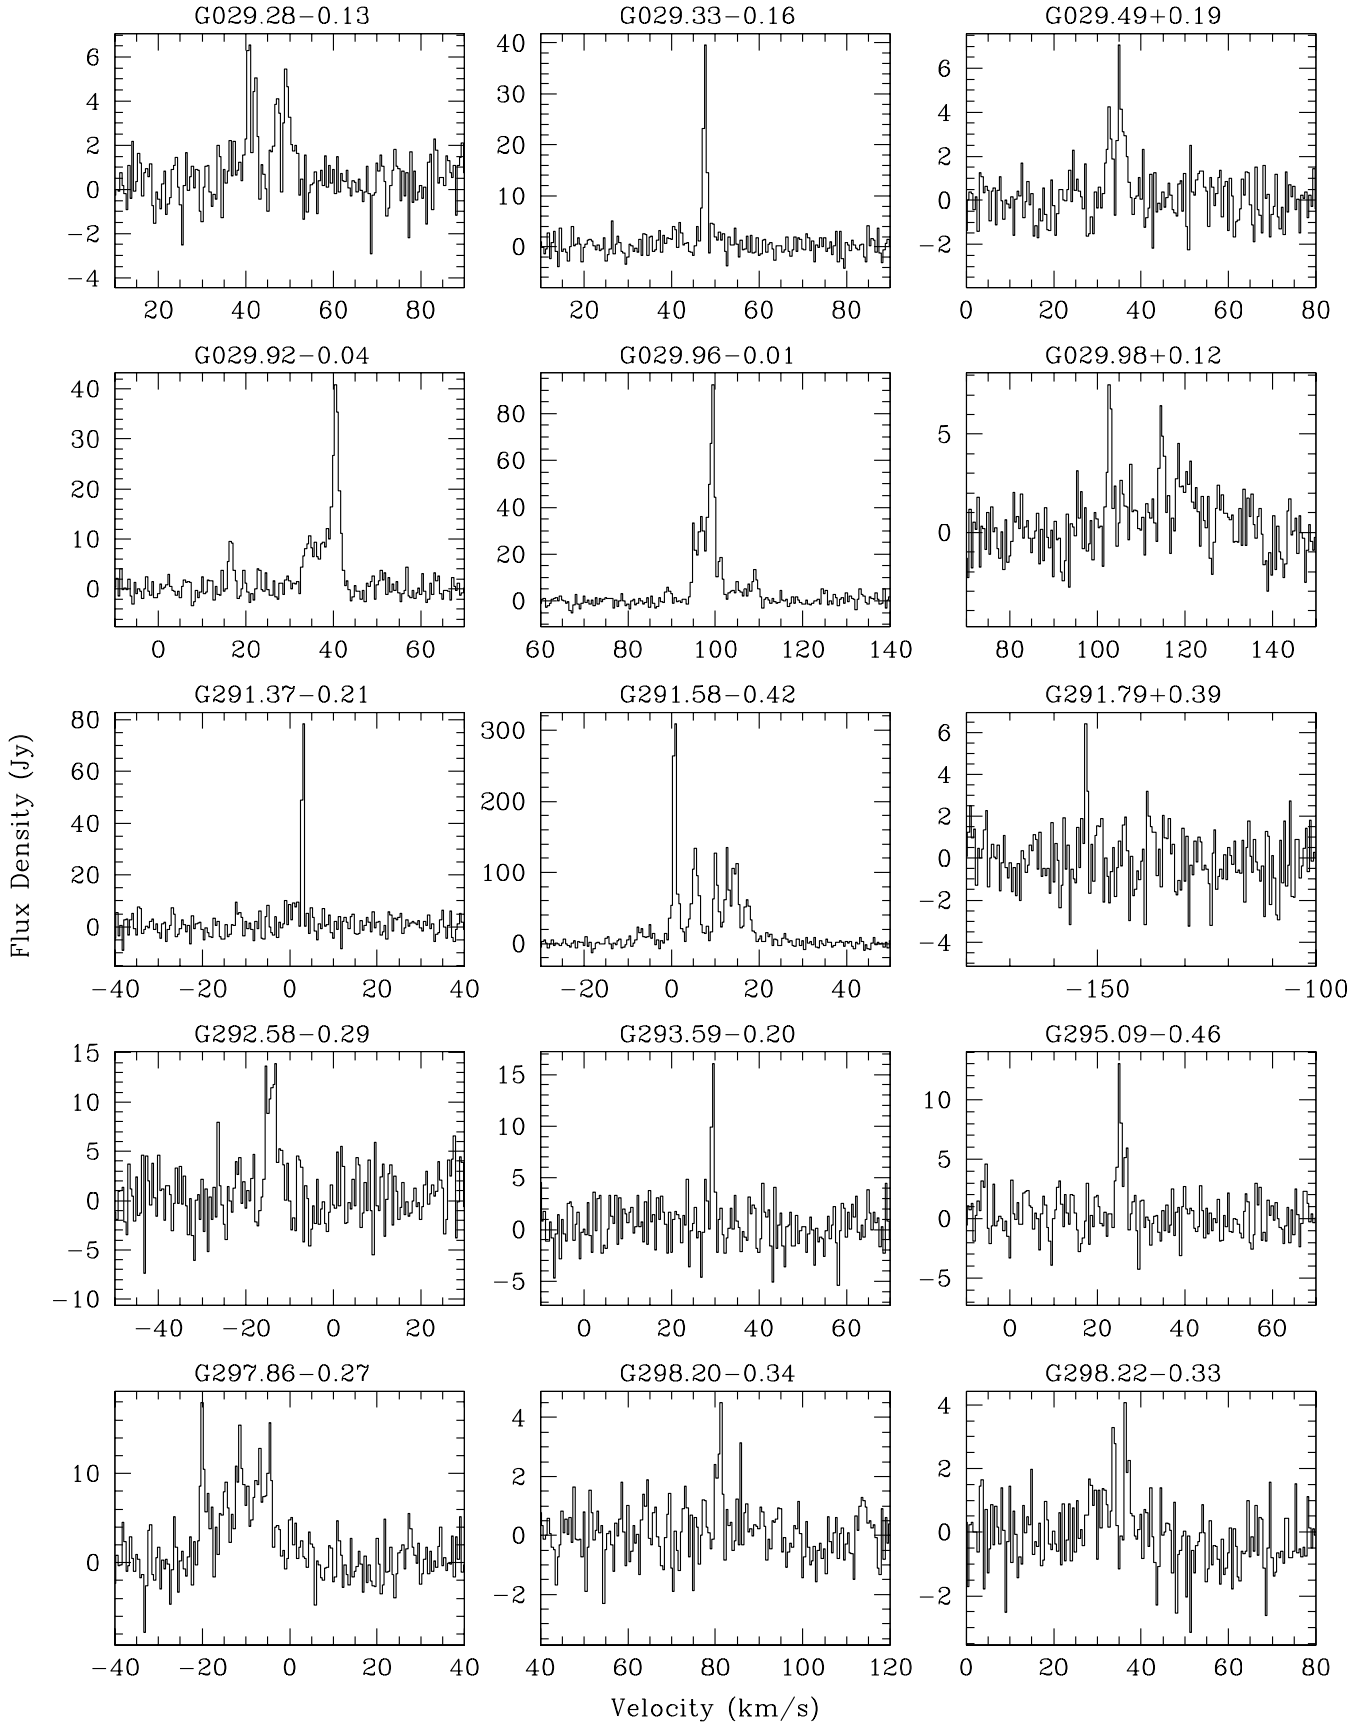 G029.28−0.13 G029.33−0.16 G029.49+0.19
6 4 2 0 −2 −4
40 30 20 10 0
6 4 2 0 −2
20 40 60 80 20 40 60 80 0 20 40 60 80
G029.92−0.04 G029.96−0.01 G029.98+0.12
40 30 20 10 0
80 60 40 20 0
5 0
0 20 40 60 60 80 100 120 140 80 100 120 140
G291.37−0.21 G291.58−0.42 G291.79+0.39
80 60 40 20 0
300 200 100 0
6 4 2 0 −2 −4
−40 −20 0 20 40 −20 0 20 40 −150 −100
Flux Density (Jy)
G292.58−0.29 G293.59−0.20 G295.09−0.46
15 10 5 0 −5 −10
15 10 5 0 −5
10 5 0 −5
−40 −20 0 20 0 20 40 60 0 20 40 60
G297.86−0.27 G298.20−0.34 G298.22−0.33
10 5 0
4 2 0 −2
4 2 0 −2
−40 −20 0 20 40 40 60 80 100 120 0 20 40 60 80
Velocity (km/s)